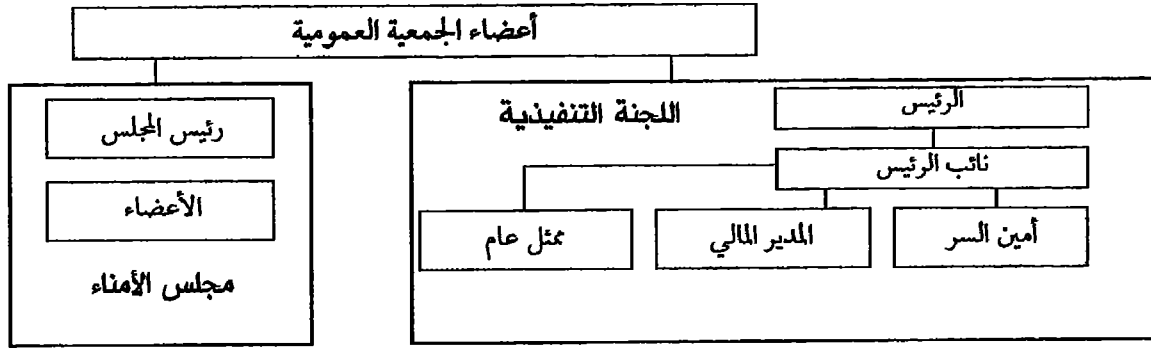 أعضاء الجمعية العمومية
اللجنة التنفيذية
الرئيس
نائب الرئيس
أمين السر
المدير المالي
ممثل عام
رئيس المجلس
الأعضاء
مجلس الأمناء